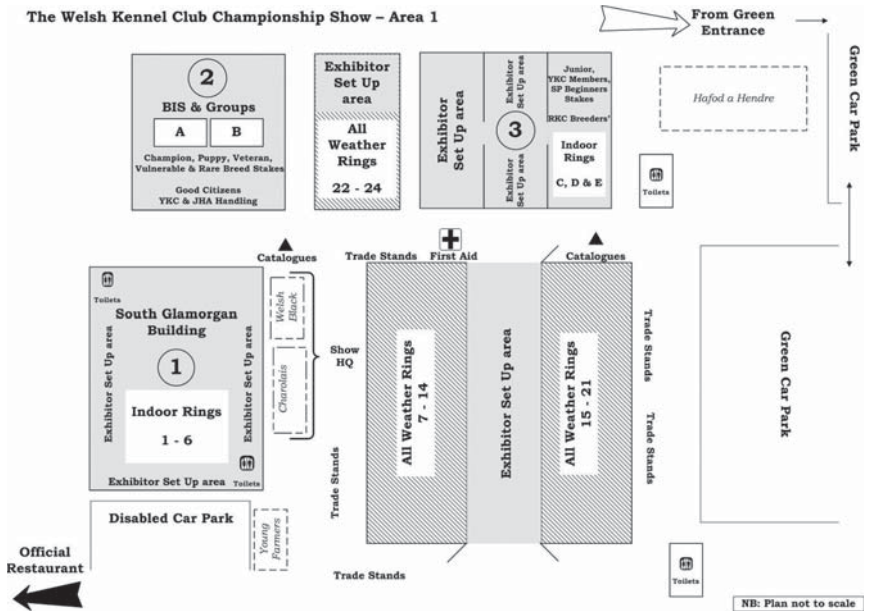 The Welsh Kennel Club Championship Show – Area 1
From Green
Entrance
Green Car Park
2
BIS & Groups
A
B
Champion, Puppy, Veteran,
Vulnerable & Rare Breed Stakes
Good Citizens
YKC & JHA Handling
Exhibitor
Set Up
area
All
Weather
Rings
22 - 24
Exhibitor
Set Up area
Exhibitor
Set Up area
3
Exhibitor
Set Up area
Junior,
YKC Members,
SP Beginners
Stakes
RKC Breeders'
Indoor
Rings
C, D & E
Hafod a Hendre
Toilets
Catalogues
Trade Stands
First Aid
Catalogues
Toilets
South Glamorgan
Building
1
Exhibitor Set Up area
Exhibitor Set Up area
Indoor Rings
1 - 6
Exhibitor Set Up area
Toilets
Welsh
Black
Charolais
Show
HQ
Trade Stands
All Weather Rings
7 - 14
Exhibitor Set Up area
All Weather Rings
15 - 21
Trade Stands
Trade Stands
Green Car Park
Disabled Car Park
Young
Farmers
Official
Restaurant
Trade Stands
Toilets
NB: Plan not to scale